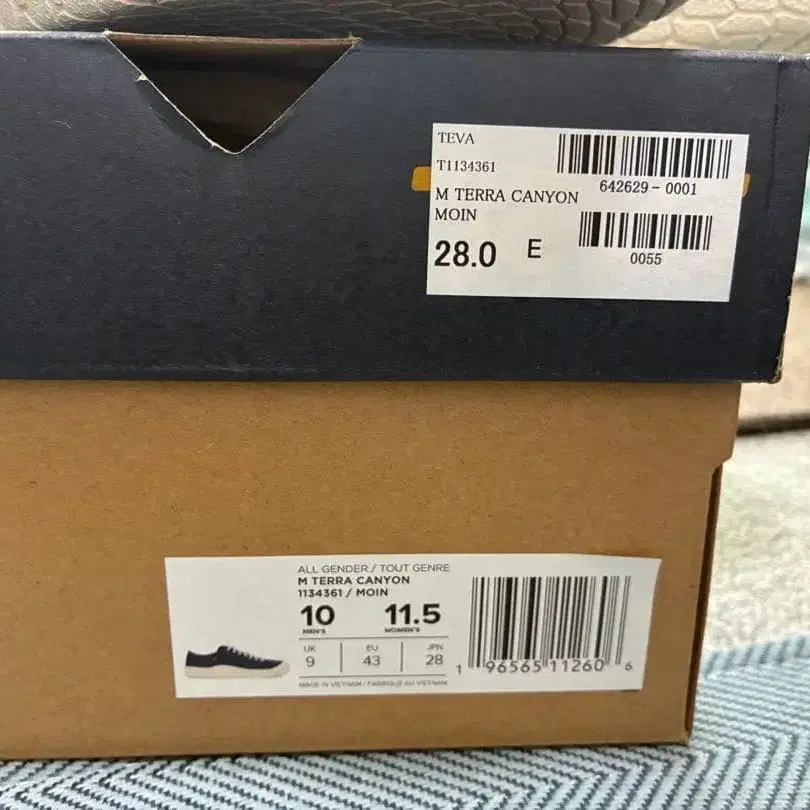 TEVA
T1134361
642629-0001
M TERRA CANYON
MOIN
28.0 E
0055
ALL GENDER / TOUT GENRE
M TERRA CANYON
1134361 / MOIN
10 11.5
MEN'S WOMEN'S
UK EU JPN
9 43 28
1 96565 11260 6
MADE IN VIETNAM / FABRIQUÉ AU VIETNAM